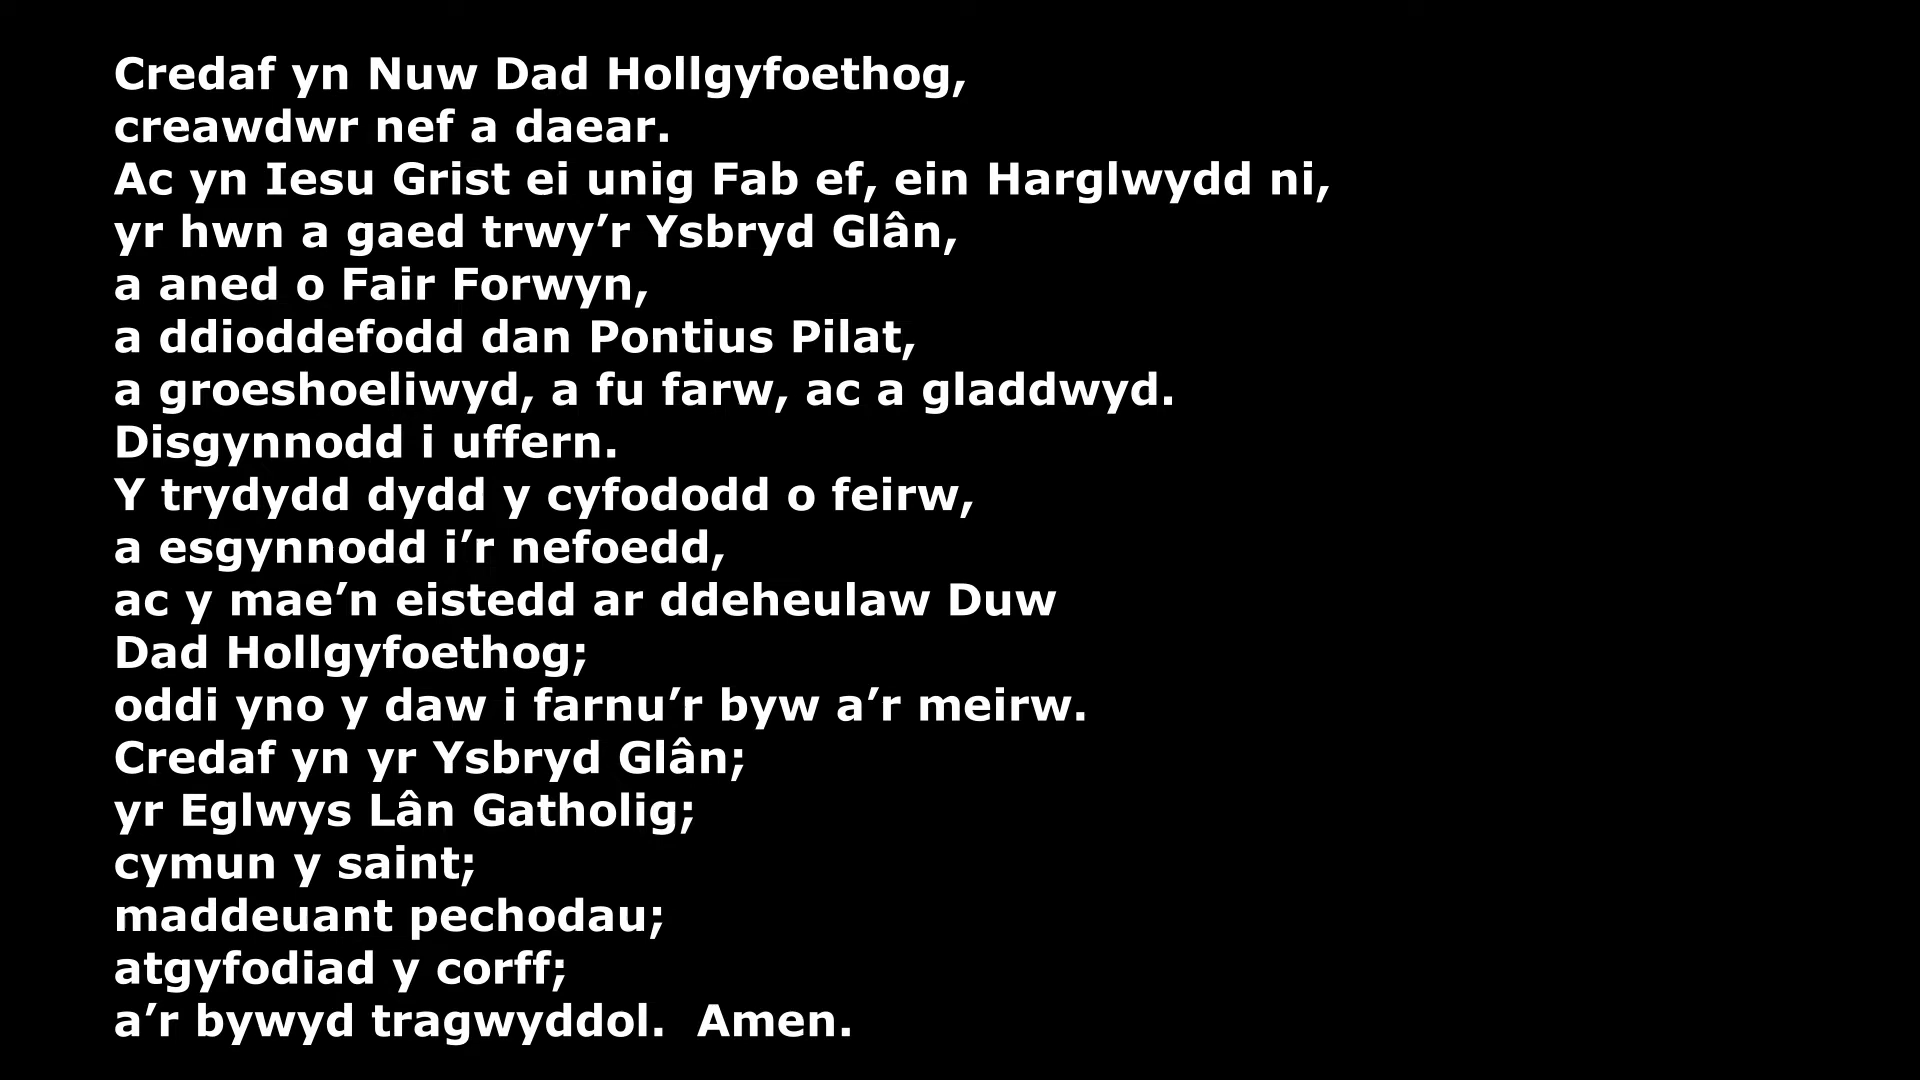 Credaf yn Nuw Dad Hollgyfoethog,
creawdwr nef a daear.
Ac yn Iesu Grist ei unig Fab ef, ein Harglwydd ni,
yr hwn a gaed trwy’r Ysbryd Glân,
a aned o Fair Forwyn,
a ddioddefodd dan Pontius Pilat,
a groeshoeliwyd, a fu farw, ac a gladdwyd.
Disgynnodd i uffern.
Y trydydd dydd y cyfododd o feirw,
a esgynnodd i’r nefoedd,
ac y mae’n eistedd ar ddeheulaw Duw
Dad Hollgyfoethog;
oddi yno y daw i farnu’r byw a’r meirw.
Credaf yn yr Ysbryd Glân;
yr Eglwys Lân Gatholig;
cymun y saint;
maddeuant pechodau;
atgyfodiad y corff;
a’r bywyd tragwyddol.  Amen.